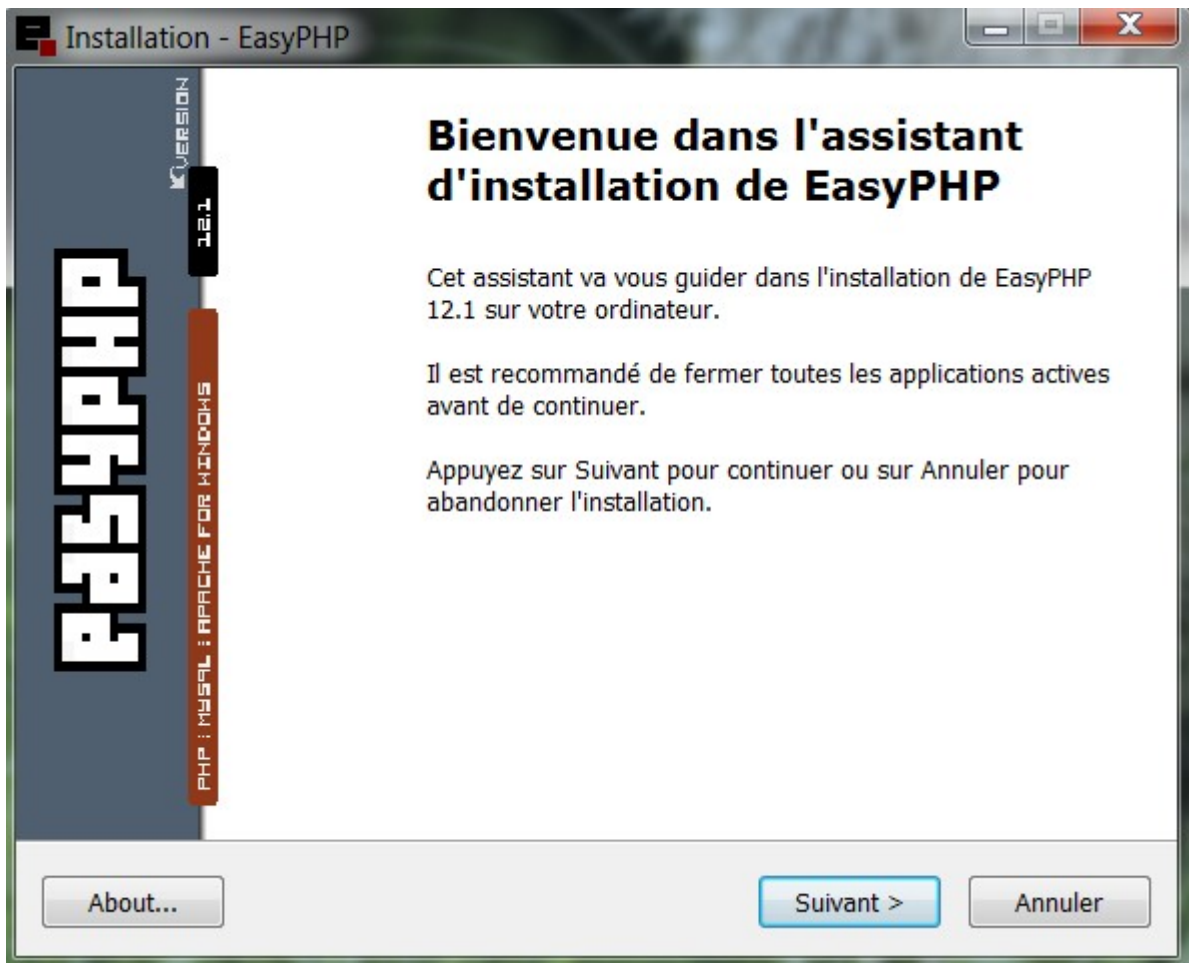 Installation - EasyPHP
VERSION
12.1
easyPHP
PHP : MYSQL : APACHE FOR WINDOWS
Bienvenue dans l'assistant
d'installation de EasyPHP
Cet assistant va vous guider dans l'installation de EasyPHP
12.1 sur votre ordinateur.
Il est recommandé de fermer toutes les applications actives
avant de continuer.
Appuyez sur Suivant pour continuer ou sur Annuler pour
abandonner l'installation.
About...
Suivant >
Annuler